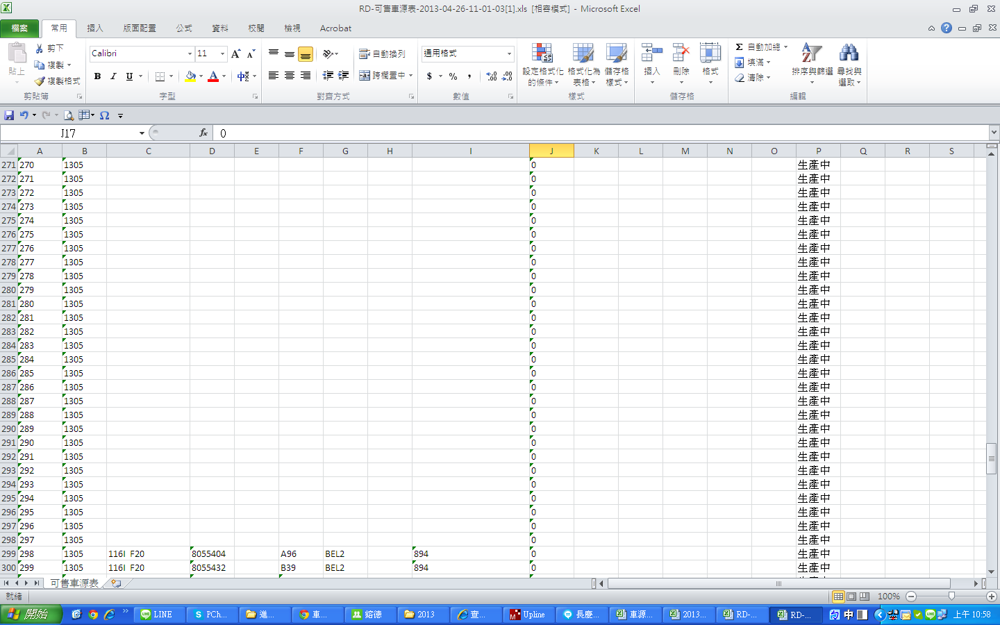 RD-可售車源表-2013-04-26-11-01-03[1].xls [相容模式] - Microsoft Excel
檔案 常用 插入 版面配置 公式 資料 校閱 檢視 Acrobat
貼上 剪下 複製 複製格式 剪貼簿
Calibri 11 B I U A 中 字型
自動換列 跨欄置中 對齊方式
通用格式 $ % , .00 數值
設定格式化的條件 格式化為表格 儲存格樣式 樣式
插入 刪除 格式 儲存格
Σ 自動加總 填滿 清除 排序與篩選 尋找與選取 編輯
J17 fx 0
A B C D E F G H I J K L M N O P Q R S
271 270 1305 0 生產中
272 271 1305 0 生產中
273 272 1305 0 生產中
274 273 1305 0 生產中
275 274 1305 0 生產中
276 275 1305 0 生產中
277 276 1305 0 生產中
278 277 1305 0 生產中
279 278 1305 0 生產中
280 279 1305 0 生產中
281 280 1305 0 生產中
282 281 1305 0 生產中
283 282 1305 0 生產中
284 283 1305 0 生產中
285 284 1305 0 生產中
286 285 1305 0 生產中
287 286 1305 0 生產中
288 287 1305 0 生產中
289 288 1305 0 生產中
290 289 1305 0 生產中
291 290 1305 0 生產中
292 291 1305 0 生產中
293 292 1305 0 生產中
294 293 1305 0 生產中
295 294 1305 0 生產中
296 295 1305 0 生產中
297 296 1305 0 生產中
298 297 1305 0 生產中
299 298 1305 116I F20 8055404 A96 BEL2 894 0 生產中
300 299 1305 116I F20 8055432 B39 BEL2 894 0 生產中
可售車源表
就緒 100%
開始 LINE PCh... 進... 車... 鎔德 2013 查... Upline 長慶... 車源... 2013... RD-... RD-... 中 上午 10:58